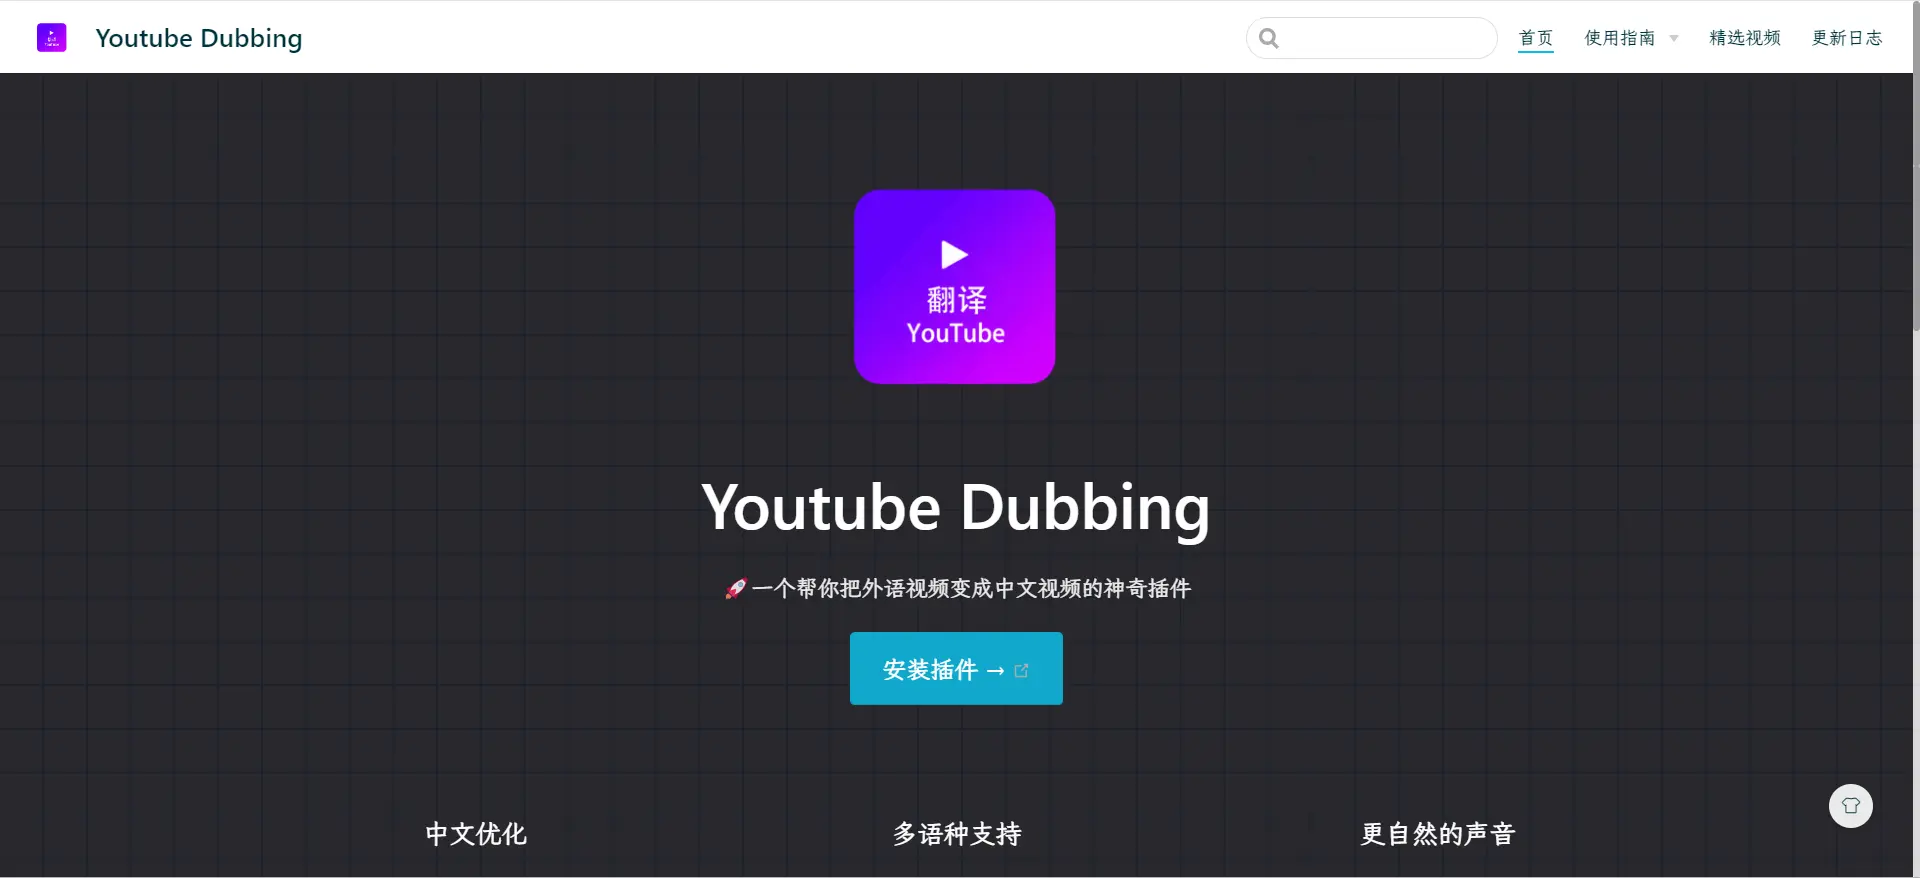 Youtube Dubbing
首页
使用指南
精选视频
更新日志
翻译
YouTube
Youtube Dubbing
🚀一个帮你把外语视频变成中文视频的神奇插件
安装插件 →
中文优化
多语种支持
更自然的声音